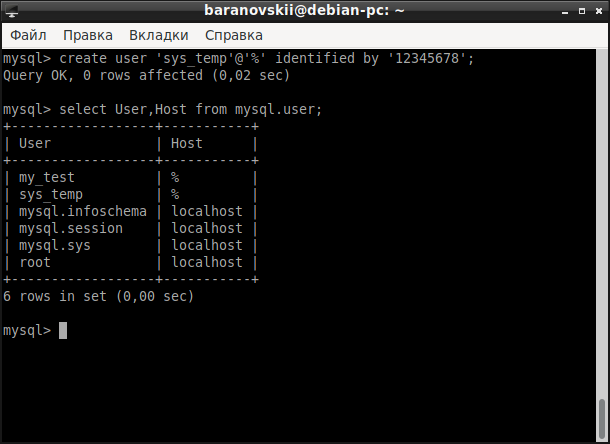 baranovskii@debian-pc: ~
Файл Правка Вкладки Справка
mysql> create user 'sys_temp'@'%' identified by '12345678';
Query OK, 0 rows affected (0,02 sec)
mysql> select User,Host from mysql.user;
+------------------+-----------+
| User             | Host      |
+------------------+-----------+
| my_test          | %         |
| sys_temp         | %         |
| mysql.infoschema | localhost |
| mysql.session    | localhost |
| mysql.sys        | localhost |
| root             | localhost |
+------------------+-----------+
6 rows in set (0,00 sec)
mysql>